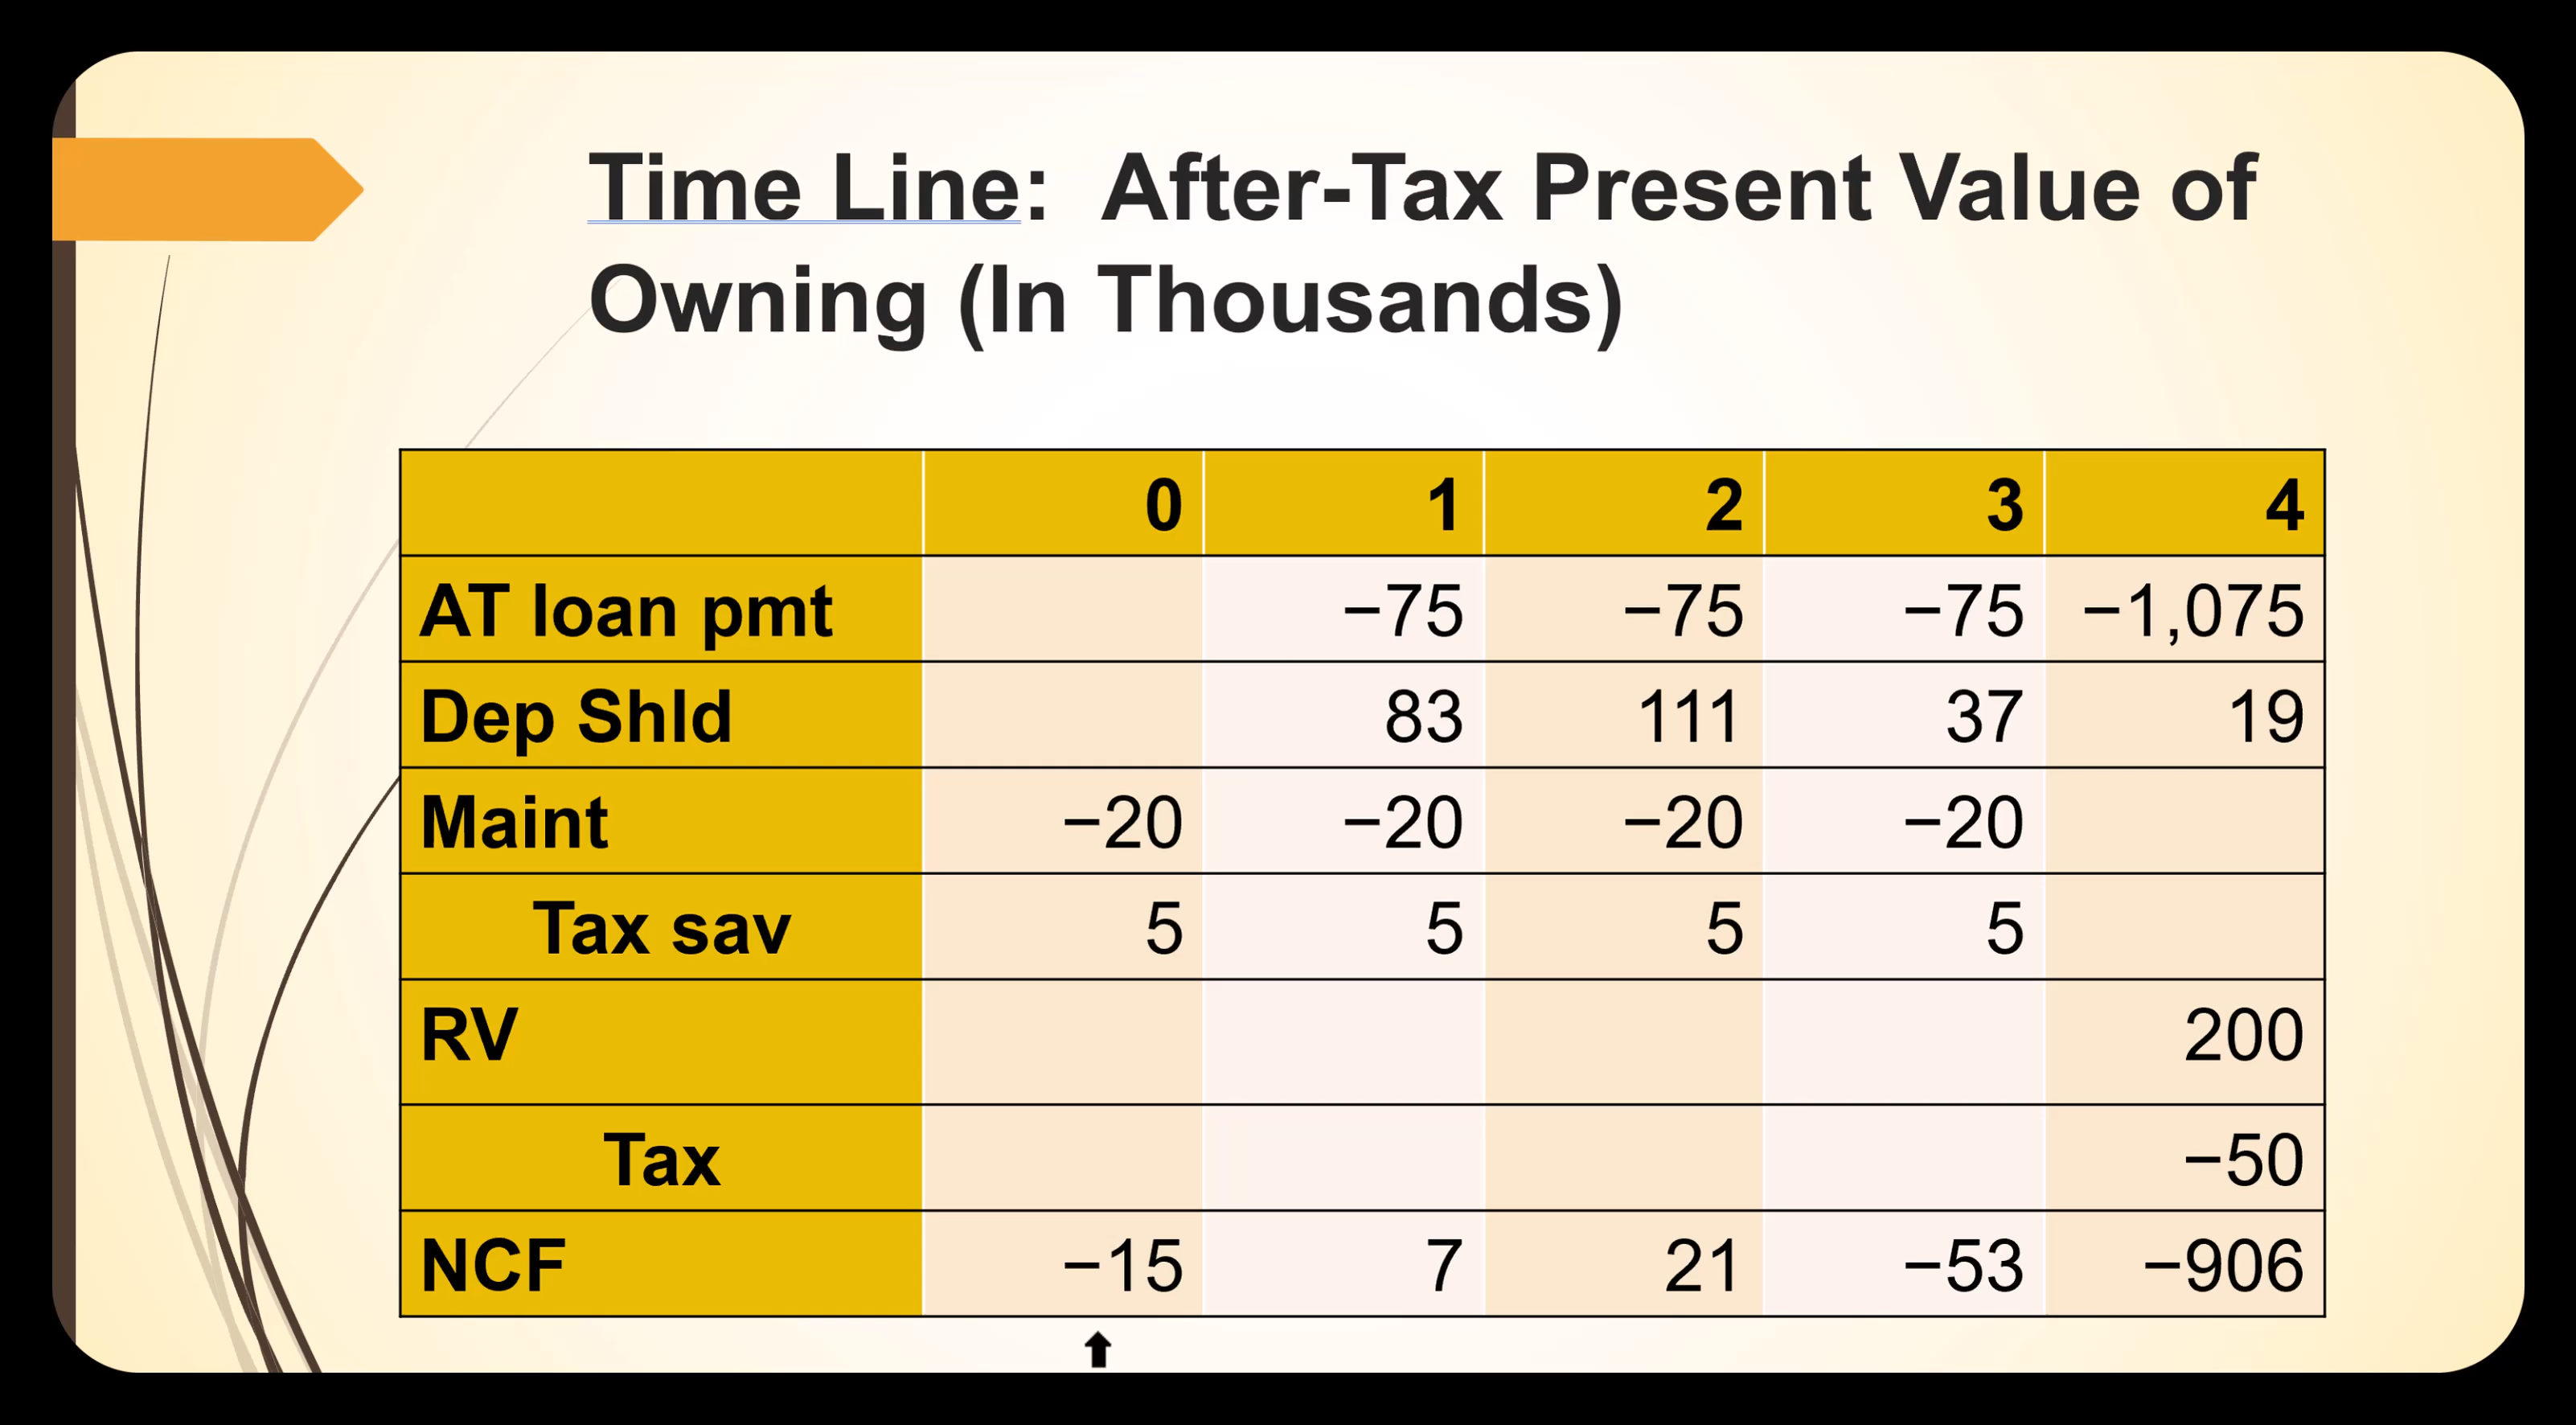 Time Line:  After-Tax Present Value of
Owning (In Thousands)
0 1 2 3 4
AT loan pmt −75 −75 −75 −1,075
Dep Shld 83 111 37 19
Maint −20 −20 −20 −20
Tax sav 5 5 5 5
RV 200
Tax −50
NCF −15 7 21 −53 −906